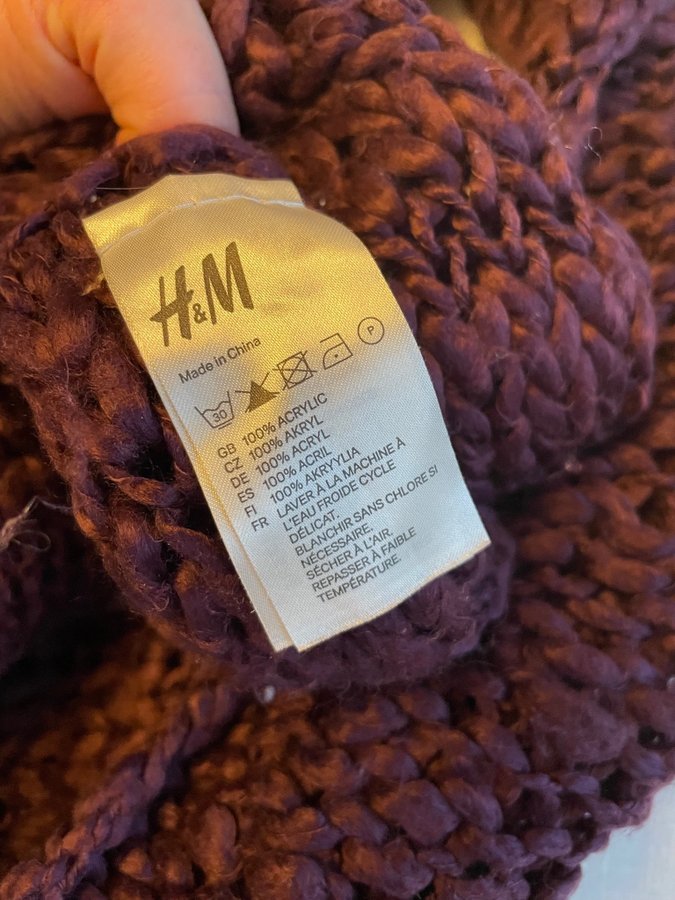 H&M
Made in China
30
P
GB 100% ACRYLIC
CZ 100% AKRYL
DE 100% ACRYL
ES 100% ACRIL
FI 100% AKRYYLIA
FR LAVER À LA MACHINE À
L'EAU FROIDE CYCLE
DÉLICAT.
BLANCHIR SANS CHLORE SI
NÉCESSAIRE.
SÉCHER À L'AIR.
REPASSER À FAIBLE
TEMPÉRATURE.